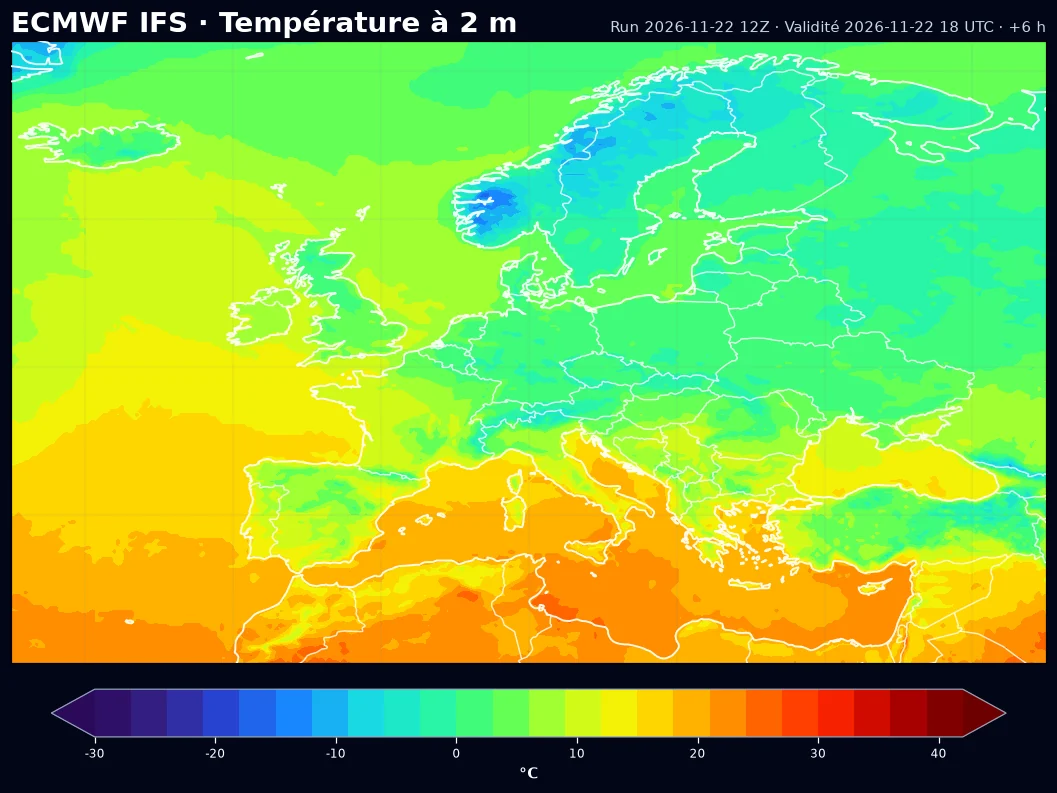 ECMWF IFS · Température à 2 m
Run 2026-11-22 12Z · Validité 2026-11-22 18 UTC · +6 h
-30 -20 -10 0 10 20 30 40
°C